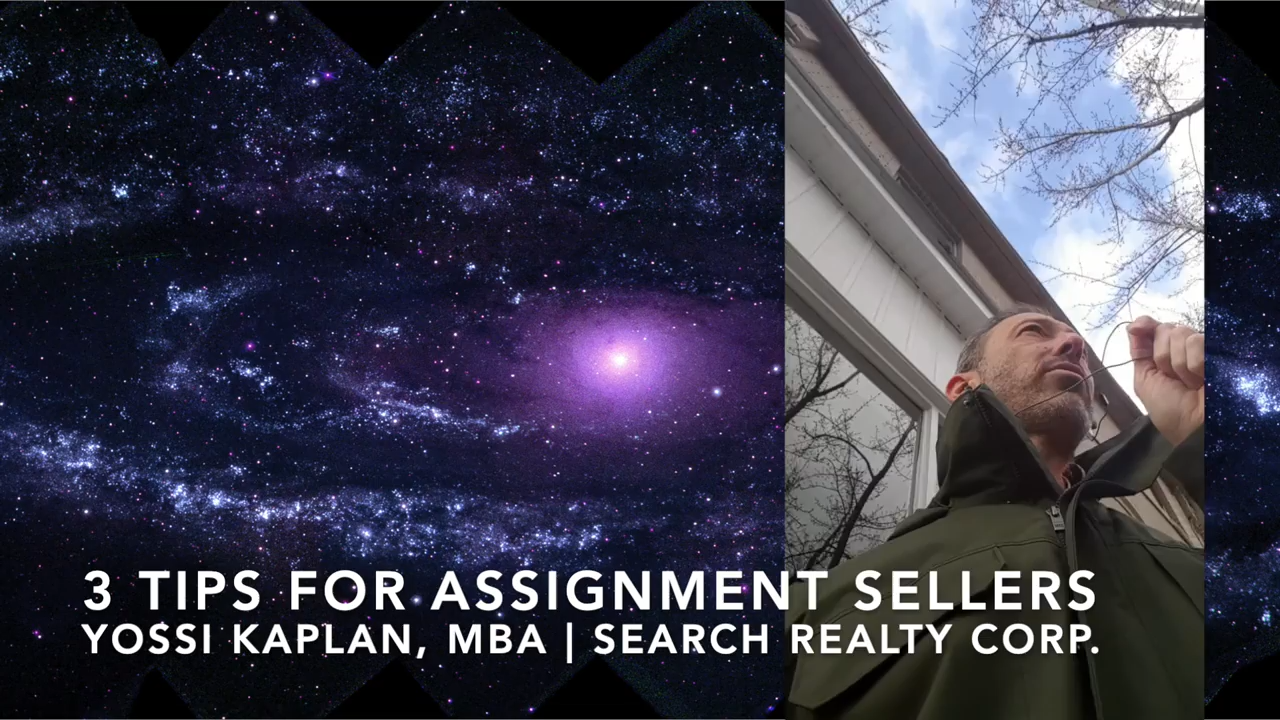 3 TIPS FOR ASSIGNMENT SELLERS
YOSSI KAPLAN, MBA | SEARCH REALTY CORP.